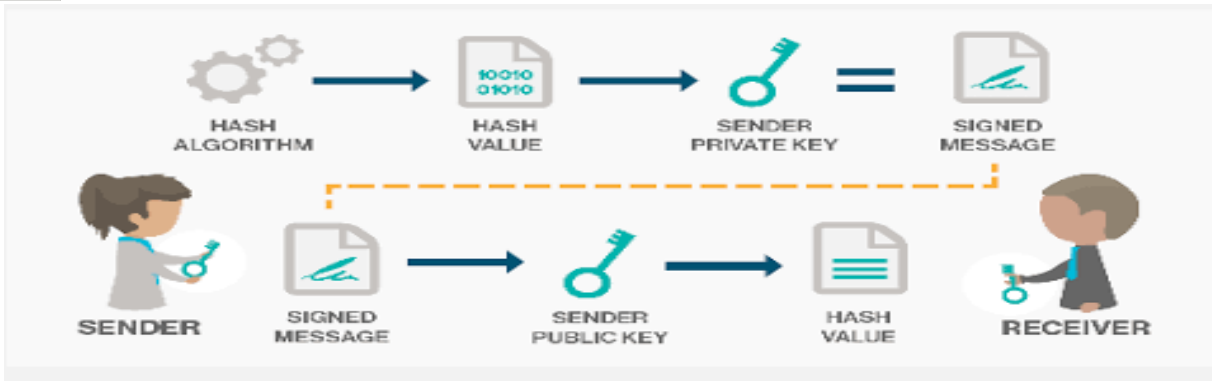 10010
01010
HASH
ALGORITHM
HASH
VALUE
SENDER
PRIVATE KEY
SIGNED
MESSAGE
SENDER
SIGNED
MESSAGE
SENDER
PUBLIC KEY
HASH
VALUE
RECEIVER